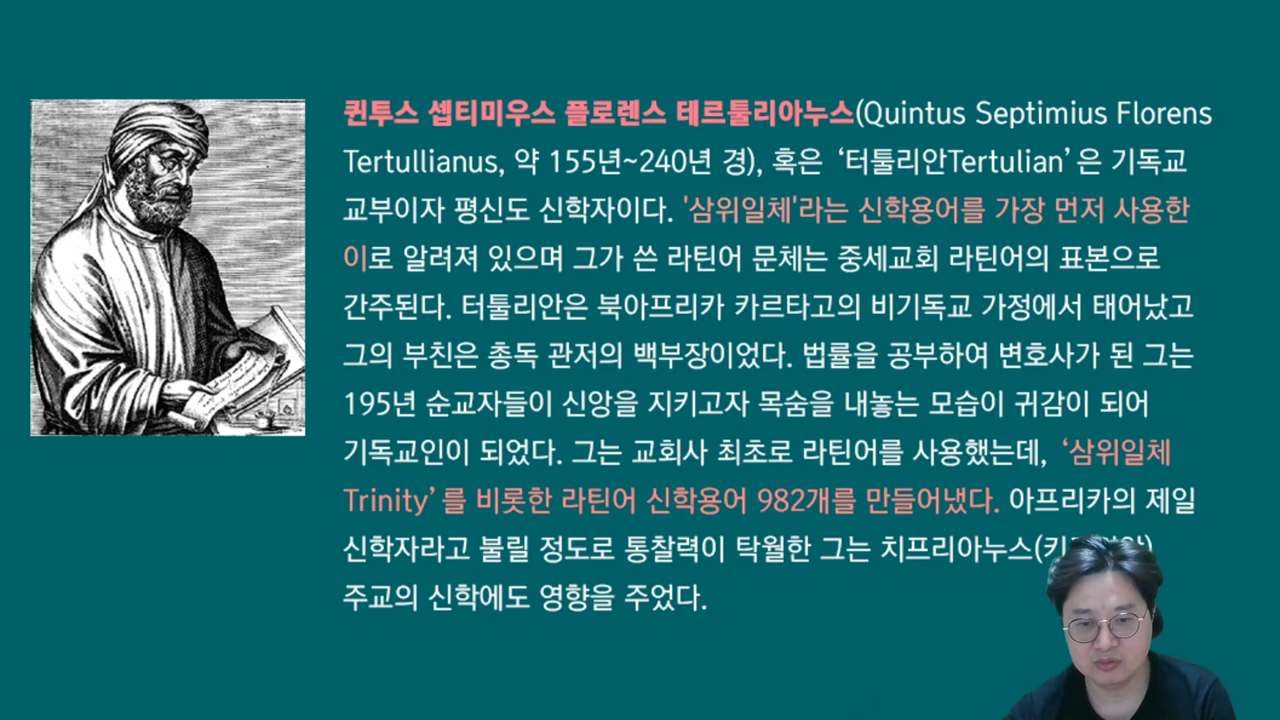 퀸투스 셉티미우스 플로렌스 테르툴리아누스(Quintus Septimius Florens
Tertullianus, 약 155년~240년 경), 혹은 ‘터툴리안Tertulian’은 기독교
교부이자 평신도 신학자이다. '삼위일체'라는 신학용어를 가장 먼저 사용한
이로 알려져 있으며 그가 쓴 라틴어 문체는 중세교회 라틴어의 표본으로
간주된다. 터툴리안은 북아프리카 카르타고의 비기독교 가정에서 태어났고
그의 부친은 총독 관저의 백부장이었다. 법률을 공부하여 변호사가 된 그는
195년 순교자들이 신앙을 지키고자 목숨을 내놓는 모습이 귀감이 되어
기독교인이 되었다. 그는 교회사 최초로 라틴어를 사용했는데, ‘삼위일체
Trinity’를 비롯한 라틴어 신학용어 982개를 만들어냈다. 아프리카의 제일
신학자라고 불릴 정도로 통찰력이 탁월한 그는 치프리아누스
주교의 신학에도 영향을 주었다.